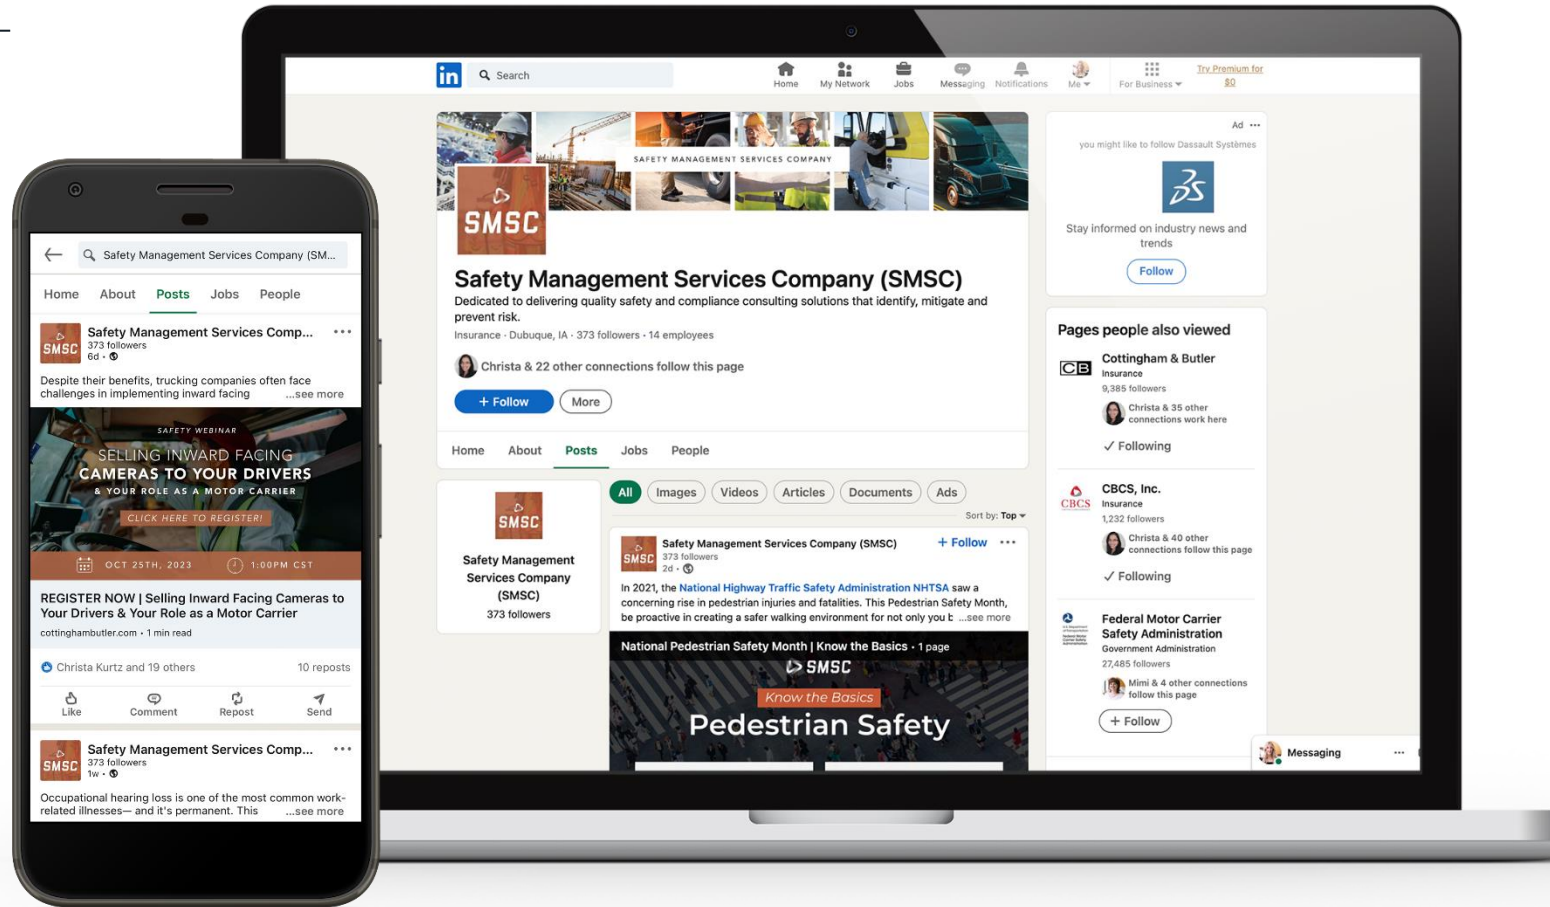 Safety Management Services Company (SM...
Home About Posts Jobs People
SMSC
Safety Management Services Comp...
373 followers
6d
Despite their benefits, trucking companies often face
challenges in implementing inward facing ...see more
SAFETY WEBINAR
SELLING INWARD FACING
CAMERAS TO YOUR DRIVERS
& YOUR ROLE AS A MOTOR CARRIER
CLICK HERE TO REGISTER!
OCT 25TH, 2023 1:00PM CST
REGISTER NOW | Selling Inward Facing Cameras to
Your Drivers & Your Role as a Motor Carrier
cottinghambutler.com • 1 min read
Christa Kurtz and 19 others 10 reposts
Like Comment Repost Send
SMSC
Safety Management Services Comp...
373 followers
1w
Occupational hearing loss is one of the most common work-
related illnesses— and it's permanent. This ...see more
in Search
Home My Network Jobs Messaging Notifications Me For Business Try Premium for
$0
SAFETY MANAGEMENT SERVICES COMPANY
SMSC
Safety Management Services Company (SMSC)
Dedicated to delivering quality safety and compliance consulting solutions that identify, mitigate and
prevent risk.
Insurance · Dubuque, IA · 373 followers · 14 employees
Christa & 22 other connections follow this page
+ Follow More
Home About Posts Jobs People
SMSC
Safety Management
Services Company
(SMSC)
373 followers
All Images Videos Articles Documents Ads
Sort by: Top
SMSC
Safety Management Services Company (SMSC) + Follow ...
373 followers
2d
In 2021, the National Highway Traffic Safety Administration NHTSA saw a
concerning rise in pedestrian injuries and fatalities. This Pedestrian Safety Month,
be proactive in creating a safer walking environment for not only you ...see more
National Pedestrian Safety Month | Know the Basics • 1 page
SMSC
Know the Basics
Pedestrian Safety
Ad ...
you might like to follow Dassault Systèmes
Stay informed on industry news and
trends
Follow
Pages people also viewed
CB
Cottingham & Butler
Insurance
9,385 followers
Christa & 35 other
connections work here
Following
CBCS
CBCS, Inc.
Insurance
1,232 followers
Christa & 40 other
connections follow this page
Following
Federal Motor Carrier
Safety Administration
Government Administration
27,485 followers
Mimi & 4 other connections
follow this page
+ Follow
Messaging ...